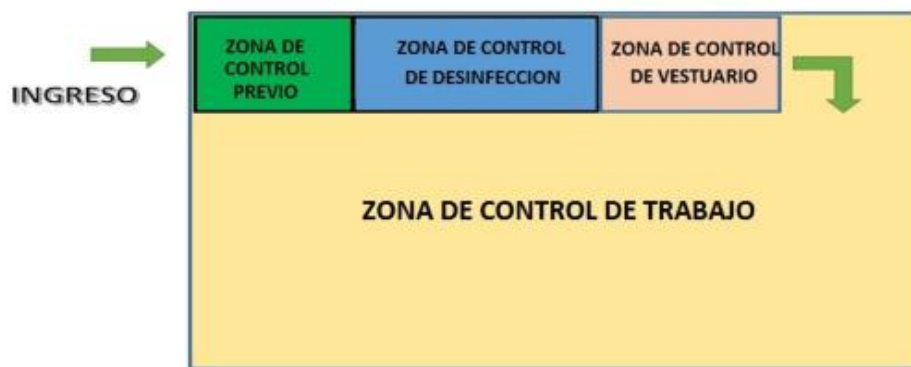 INGRESO
ZONA DE
CONTROL
PREVIO
ZONA DE CONTROL
DE DESINFECCION
ZONA DE CONTROL
DE VESTUARIO
ZONA DE CONTROL DE TRABAJO